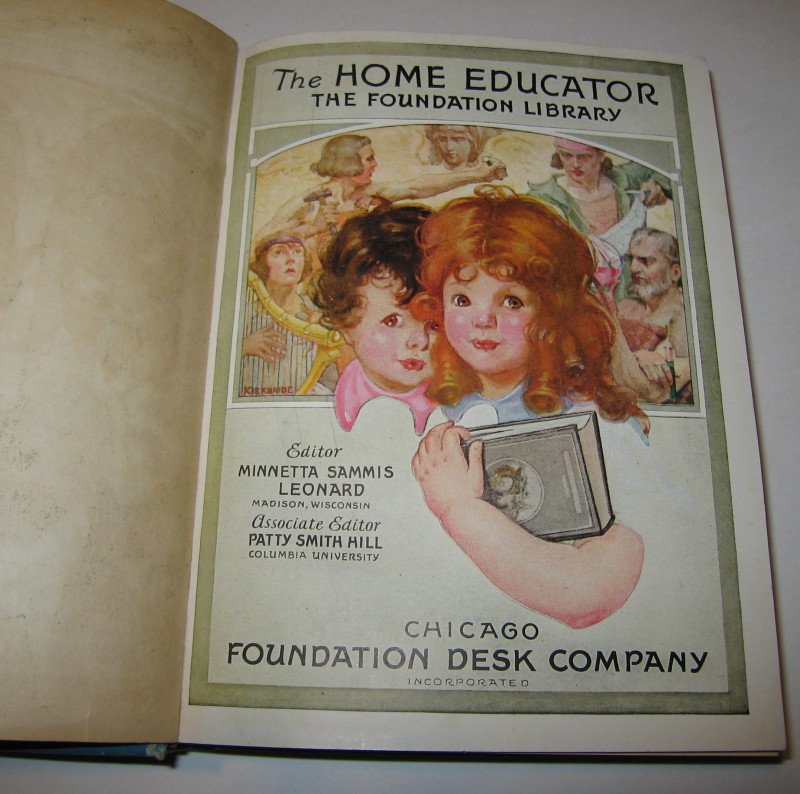 The HOME EDUCATOR
THE FOUNDATION LIBRARY
KIRKBRIDE
Editor
MINNETTA SAMMIS
LEONARD
MADISON, WISCONSIN
Associate Editor
PATTY SMITH HILL
COLUMBIA UNIVERSITY
CHICAGO
FOUNDATION DESK COMPANY
INCORPORATED